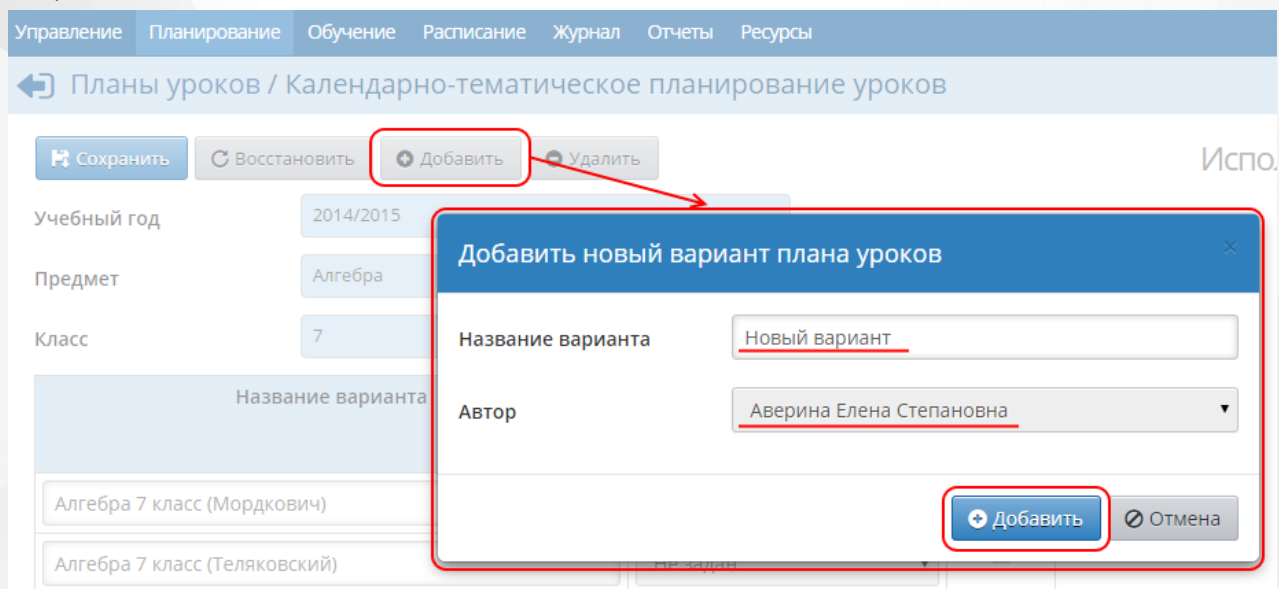 Управление Планирование Обучение Расписание Журнал Отчеты Ресурсы
Планы уроков / Календарно-тематическое планирование уроков
Сохранить Восстановить Добавить Удалить
Учебный год 2014/2015
Добавить новый вариант плана уроков ×
Предмет Алгебра
Класс 7
Название варианта Новый вариант
Название варианта
Автор Аверина Елена Степановна
Алгебра 7 класс (Мордкович)
Добавить Отмена
Алгебра 7 класс (Теляковский) Не задан